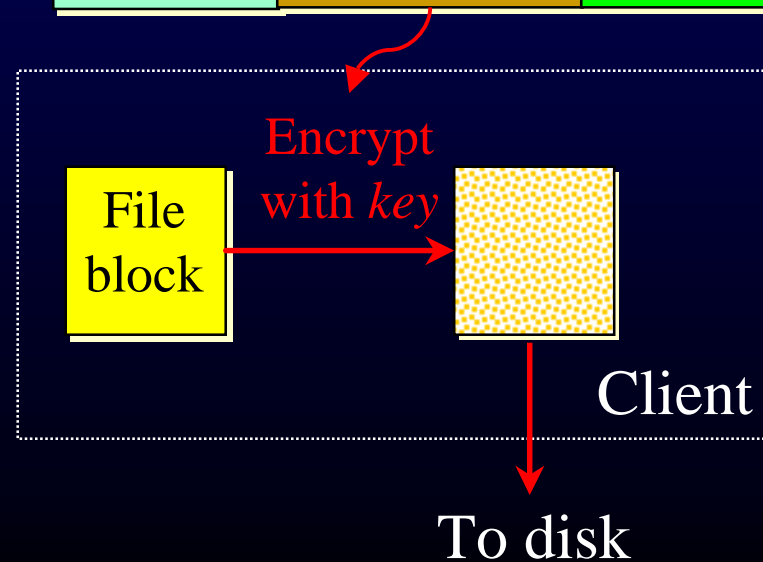 Encrypt
with key
File
block
Client
To disk